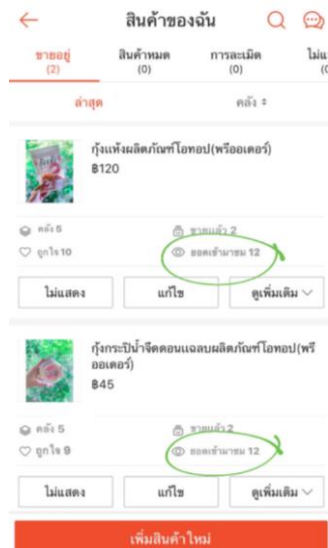 สินค้าของฉัน
ขายอยู่ สินค้าหมด การละเมิด ไม่แ
(2) (0) (0) (0
ล่าสุด คลัง
กุ้งแห้งผลิตภัณฑ์โอทอป(พรีออเดอร์)
฿120
คลัง 5 ขายแล้ว 2
ถูกใจ 10 ยอดเข้าชม 12
ไม่แสดง แก้ไข ดูเพิ่มเติม
กุ้งกระปิน้ำจืดดอนแฉลบผลิตภัณฑ์โอทอป(พรี
ออเดอร์)
฿45
คลัง 5 ขายแล้ว 2
ถูกใจ 9 ยอดเข้ามาชม 12
ไม่แสดง แก้ไข ดูเพิ่มเติม
เพิ่มสินค้าใหม่